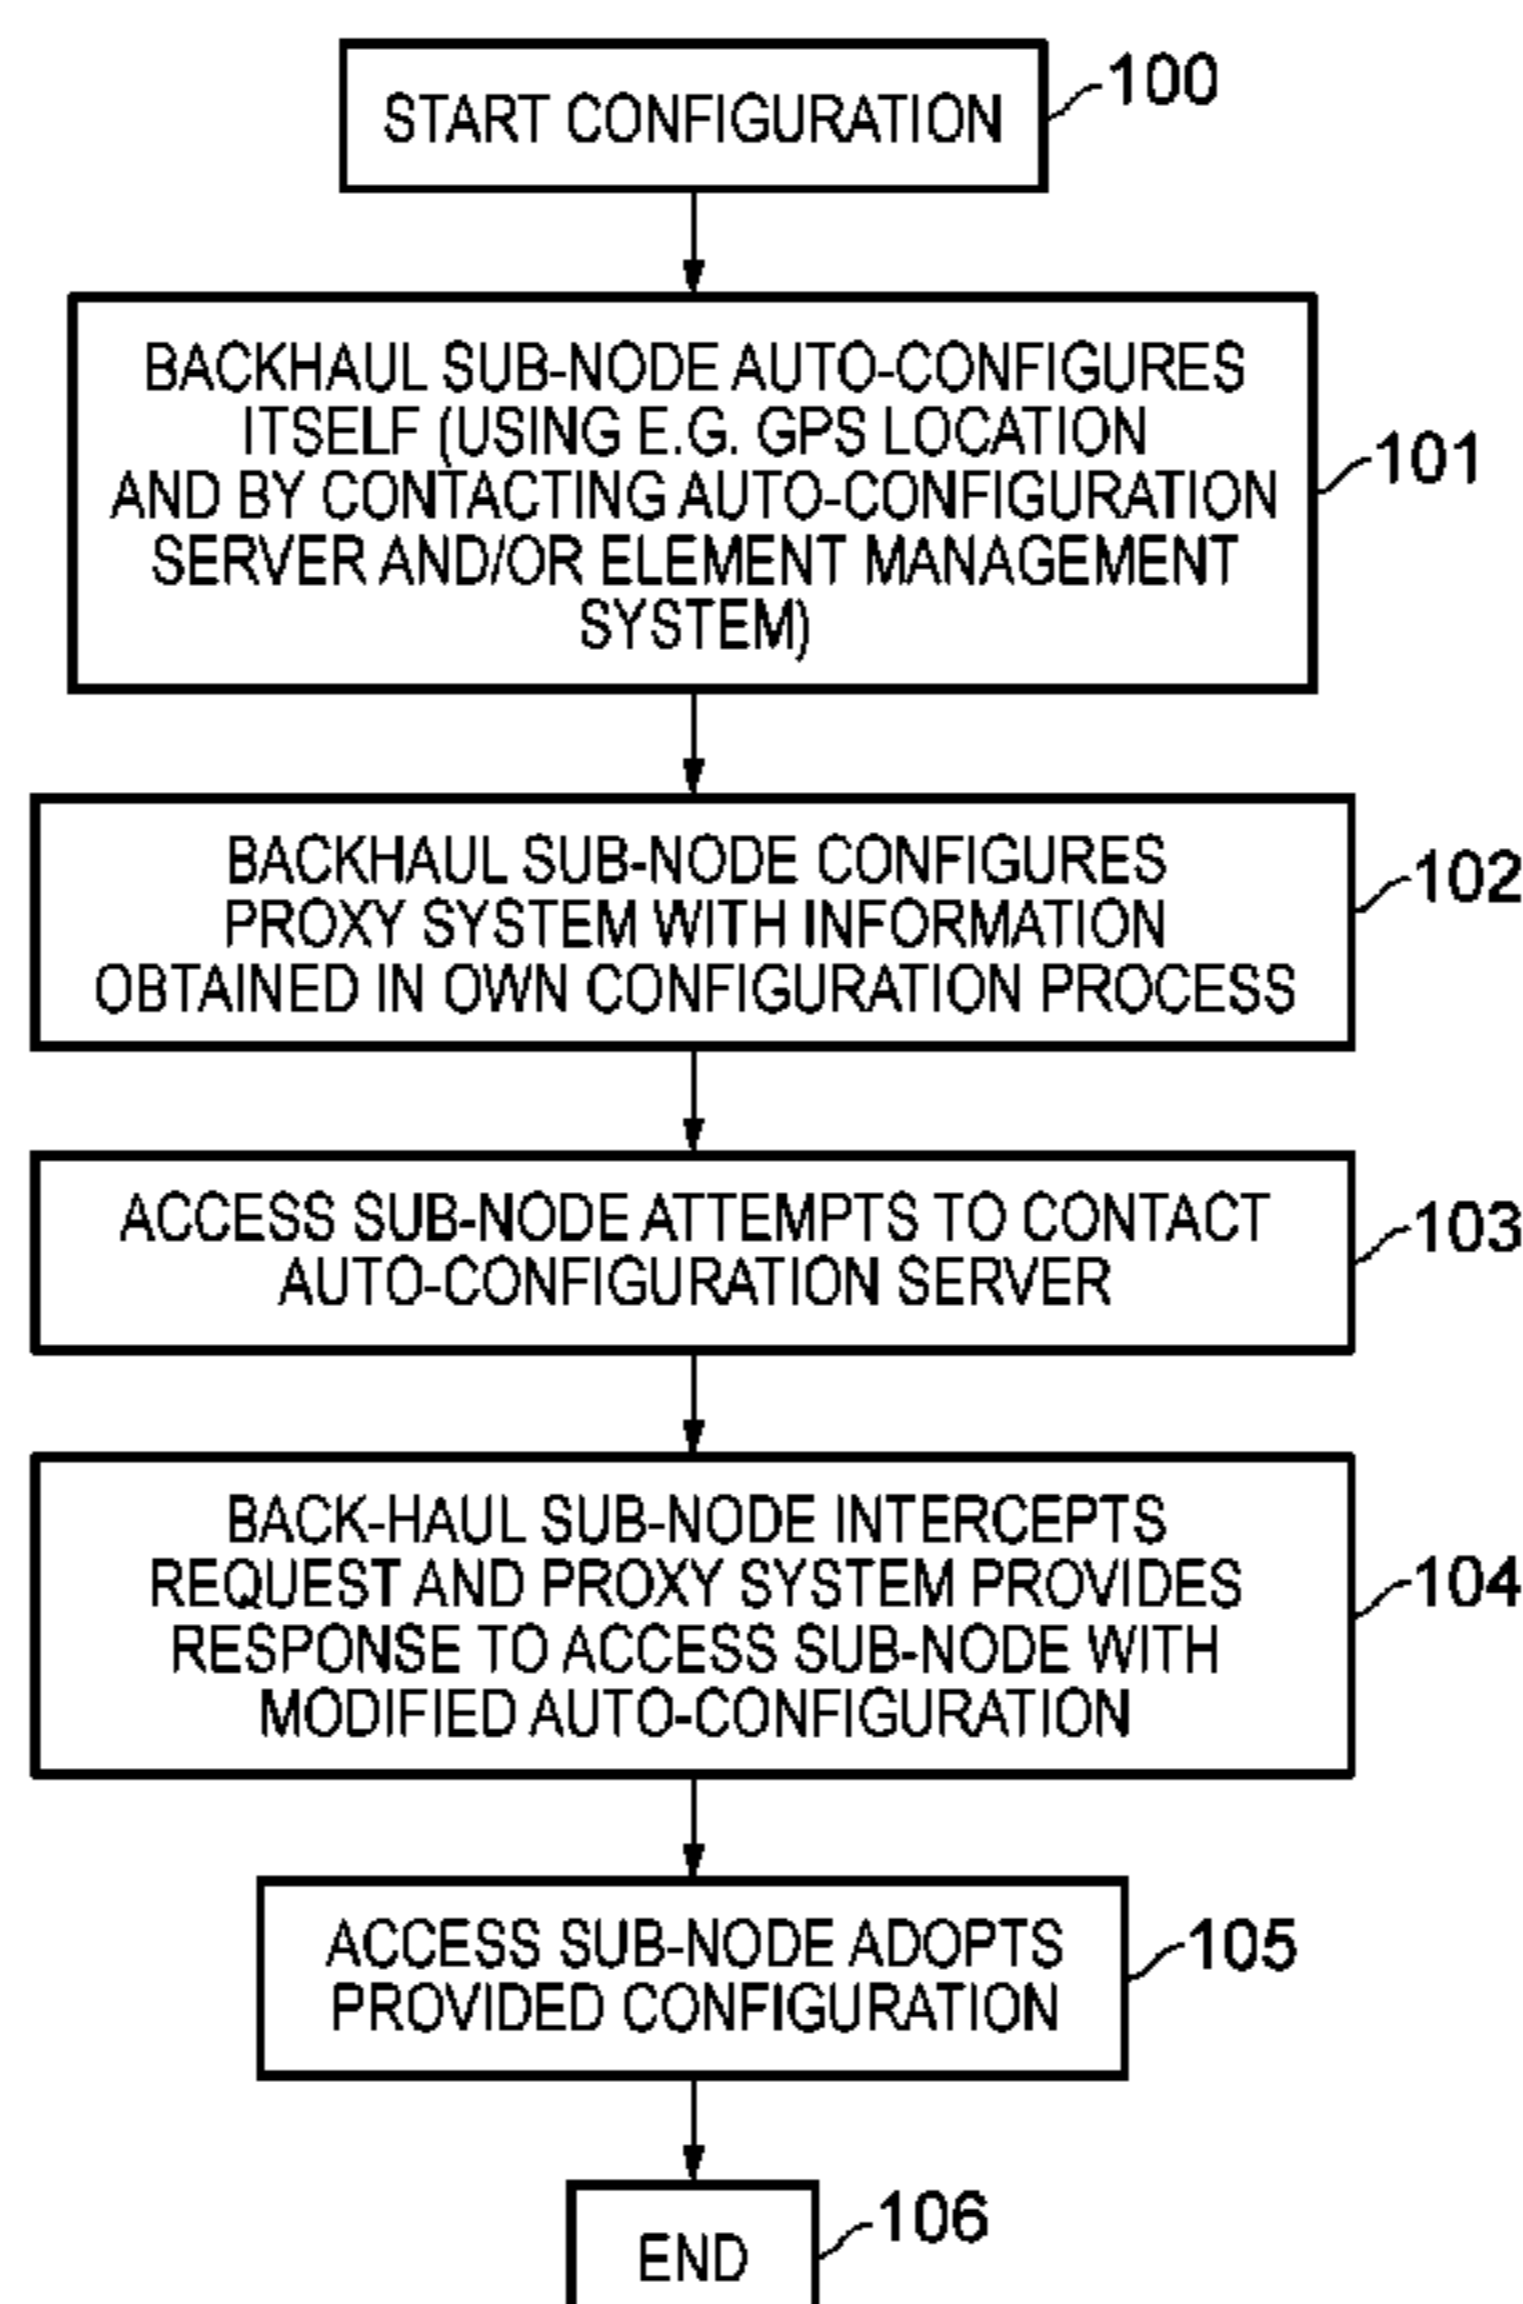 START CONFIGURATION
100
BACKHAUL SUB-NODE AUTO-CONFIGURES
ITSELF (USING E.G. GPS LOCATION
AND BY CONTACTING AUTO-CONFIGURATION
SERVER AND/OR ELEMENT MANAGEMENT
SYSTEM)
101
BACKHAUL SUB-NODE CONFIGURES
PROXY SYSTEM WITH INFORMATION
OBTAINED IN OWN CONFIGURATION PROCESS
102
ACCESS SUB-NODE ATTEMPTS TO CONTACT
AUTO-CONFIGURATION SERVER
103
BACK-HAUL SUB-NODE INTERCEPTS
REQUEST AND PROXY SYSTEM PROVIDES
RESPONSE TO ACCESS SUB-NODE WITH
MODIFIED AUTO-CONFIGURATION
104
ACCESS SUB-NODE ADOPTS
PROVIDED CONFIGURATION
105
END
106